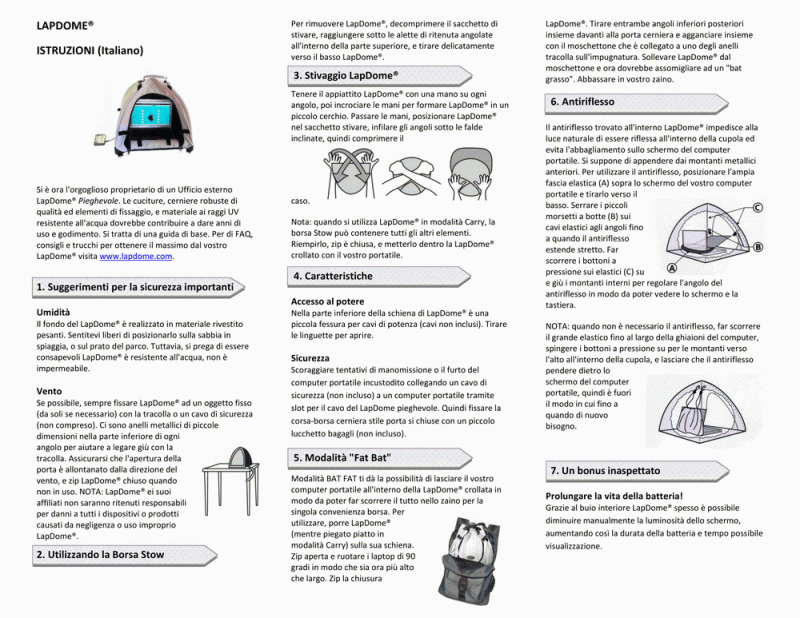 LAPDOME®
ISTRUZIONI (Italiano)
Si è ora l'orgoglioso proprietario di un Ufficio esterno
LapDome® Pieghevole. Le cuciture, cerniere robuste di
qualità ed elementi di fissaggio, e materiale ai raggi UV
resistente all'acqua dovrebbe contribuire a dare anni di
uso e godimento. Si tratta di una guida di base. Per di FAQ,
consigli e trucchi per ottenere il massimo dal vostro
LapDome® visita www.lapdome.com.
1. Suggerimenti per la sicurezza importanti
Umidità
Il fondo del LapDome® è realizzato in materiale rivestito
pesanti. Sentitevi liberi di posizionarlo sulla sabbia in
spiaggia, o sul prato del parco. Tuttavia, si prega di essere
consapevoli LapDome® è resistente all'acqua, non è
impermeabile.
Vento
Se possibile, sempre fissare LapDome® ad un oggetto fisso
(da soli se necessario) con la tracolla o un cavo di sicurezza
(non compreso). Ci sono anelli metallici di piccole
dimensioni nella parte inferiore di ogni
angolo per aiutare a legare giù con la
tracolla. Assicurarsi che l'apertura della
porta è allontanato dalla direzione del
vento, e zip LapDome® chiuso quando
non in uso. NOTA: LapDome® ei suoi
affiliati non saranno ritenuti responsabili
per danni a tutti i dispositivi o prodotti
causati da negligenza o uso improprio
LapDome®.
2. Utilizzando la Borsa Stow
Per rimuovere LapDome®, decomprimere il sacchetto di
stivare, raggiungere sotto le alette di ritenuta angolate
all'interno della parte superiore, e tirare delicatamente
verso il basso LapDome®.
3. Stivaggio LapDome®
Tenere il appiattito LapDome® con una mano su ogni
angolo, poi incrociare le mani per formare LapDome® in un
piccolo cerchio. Passare le mani, posizionare LapDome®
nel sacchetto stivare, infilare gli angoli sotto le falde
inclinate, quindi comprimere il
caso.
Nota: quando si utilizza LapDome® in modalità Carry, la
borsa Stow può contenere tutti gli altri elementi.
Riempirlo, zip è chiusa, e metterlo dentro la LapDome®
crollato con il vostro portatile.
4. Caratteristiche
Accesso al potere
Nella parte inferiore della schiena di LapDome® è una
piccola fessura per cavi di potenza (cavi non inclusi). Tirare
le linguette per aprire.
Sicurezza
Scoraggiare tentativi di manomissione o il furto del
computer portatile incustodito collegando un cavo di
sicurezza (non incluso) a un computer portatile tramite
slot per il cavo del LapDome pieghevole. Quindi fissare la
corsa-borsa cerniera stile porta si chiuse con un piccolo
lucchetto bagagli (non incluso).
5. Modalità "Fat Bat"
Modalità BAT FAT ti dà la possibilità di lasciare il vostro
computer portatile all'interno della LapDome® crollata in
modo da poter far scorrere il tutto nello zaino per la
singola convenienza borsa. Per
utilizzare, porre LapDome®
(mentre piegato piatto in
modalità Carry) sulla sua schiena.
Zip aperta e ruotare i laptop di 90
gradi in modo che sia ora più alto
che largo. Zip la chiusura
LapDome®. Tirare entrambe angoli inferiori posteriori
insieme davanti alla porta cerniera e agganciare insieme
con il moschettone che è collegato a uno degli anelli
tracolla sull'impugnatura. Sollevare LapDome® dal
moschettone e ora dovrebbe assomigliare ad un "bat
grasso". Abbassare in vostro zaino.
6. Antiriflesso
Il antiriflesso trovato all'interno LapDome® impedisce alla
luce naturale di essere riflessa all'interno della cupola ed
evita l'abbagliamento sullo schermo del computer
portatile. Si suppone di appendere dai montanti metallici
anteriori. Per utilizzare il antiriflesso, posizionare l'ampia
fascia elastica (A) sopra lo schermo del vostro computer
portatile e tirarlo verso il
basso. Serrare i piccoli
morsetti a botte (B) sui
cavi elastici agli angoli fino
a quando il antiriflesso
estende stretto. Far
scorrere i bottoni a
pressione sui elastici (C) su
e giù i montanti interni per regolare l'angolo del
antiriflesso in modo da poter vedere lo schermo e la
tastiera.
C
B
A
NOTA: quando non è necessario il antiriflesso, far scorrere
il grande elastico fino al largo della ghiaioni del computer,
spingere i bottoni a pressione su per le montanti verso
l'alto all'interno della cupola, e lasciare che il antiriflesso
pendere dietro lo
schermo del computer
portatile, quindi è fuori
il modo in cui fino a
quando di nuovo
bisogno.
7. Un bonus inaspettato
Prolungare la vita della batteria!
Grazie al buio interiore LapDome® spesso è possibile
diminuire manualmente la luminosità dello schermo,
aumentando così la durata della batteria e tempo possibile
visualizzazione.